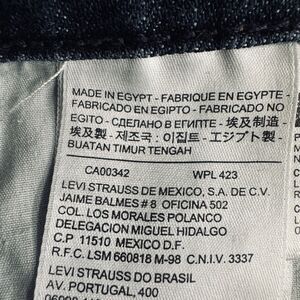 MADE IN EGYPT - FABRIQUE EN EGYPTE -
FABRICADO EN EGIPTO - FABRICADO NO
EGITO - СДЕЛАНО В ЕГИПТЕ - 埃及制造 -
埃及製 - 제조국 : 이집트 - エジプト製 -
BUATAN TIMUR TENGAH
CA00342 WPL 423
LEVI STRAUSS DE MEXICO, S.A. DE C.V.
JAIME BALMES # 8 OFICINA 502
COL. LOS MORALES POLANCO
DELEGACION MIGUEL HIDALGO
C.P 11510 MEXICO D.F.
R.F.C. LSM 660818 M-98 C.N.I.V. 3337
LEVI STRAUSS DO BRASIL
AV. PORTUGAL, 400